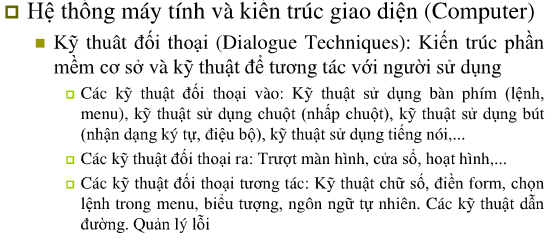 Hệ thông máy tính và kiên trúc giao diện (Computer)
Kỹ thuât đối thoại (Dialogue Techniques): Kiến trúc phần
mềm cơ sở và kỹ thuật để tương tác với người sử dụng
Các kỹ thuật đối thoại vào: Kỹ thuật sử dụng bàn phím (lệnh,
menu), kỹ thuật sử dụng chuột (nhấp chuột), kỹ thuật sử dụng bút
(nhận dạng ký tự, điệu bộ), kỹ thuật sử dụng tiếng nói,...
Các kỹ thuật đối thoại ra: Trượt màn hình, cửa sổ, hoạt hình,...
Các kỹ thuật đối thoại tương tác: Kỹ thuật chữ số, điền form, chọn
lệnh trong menu, biểu tượng, ngôn ngữ tự nhiên. Các kỹ thuật dẫn
đường. Quản lý lỗi